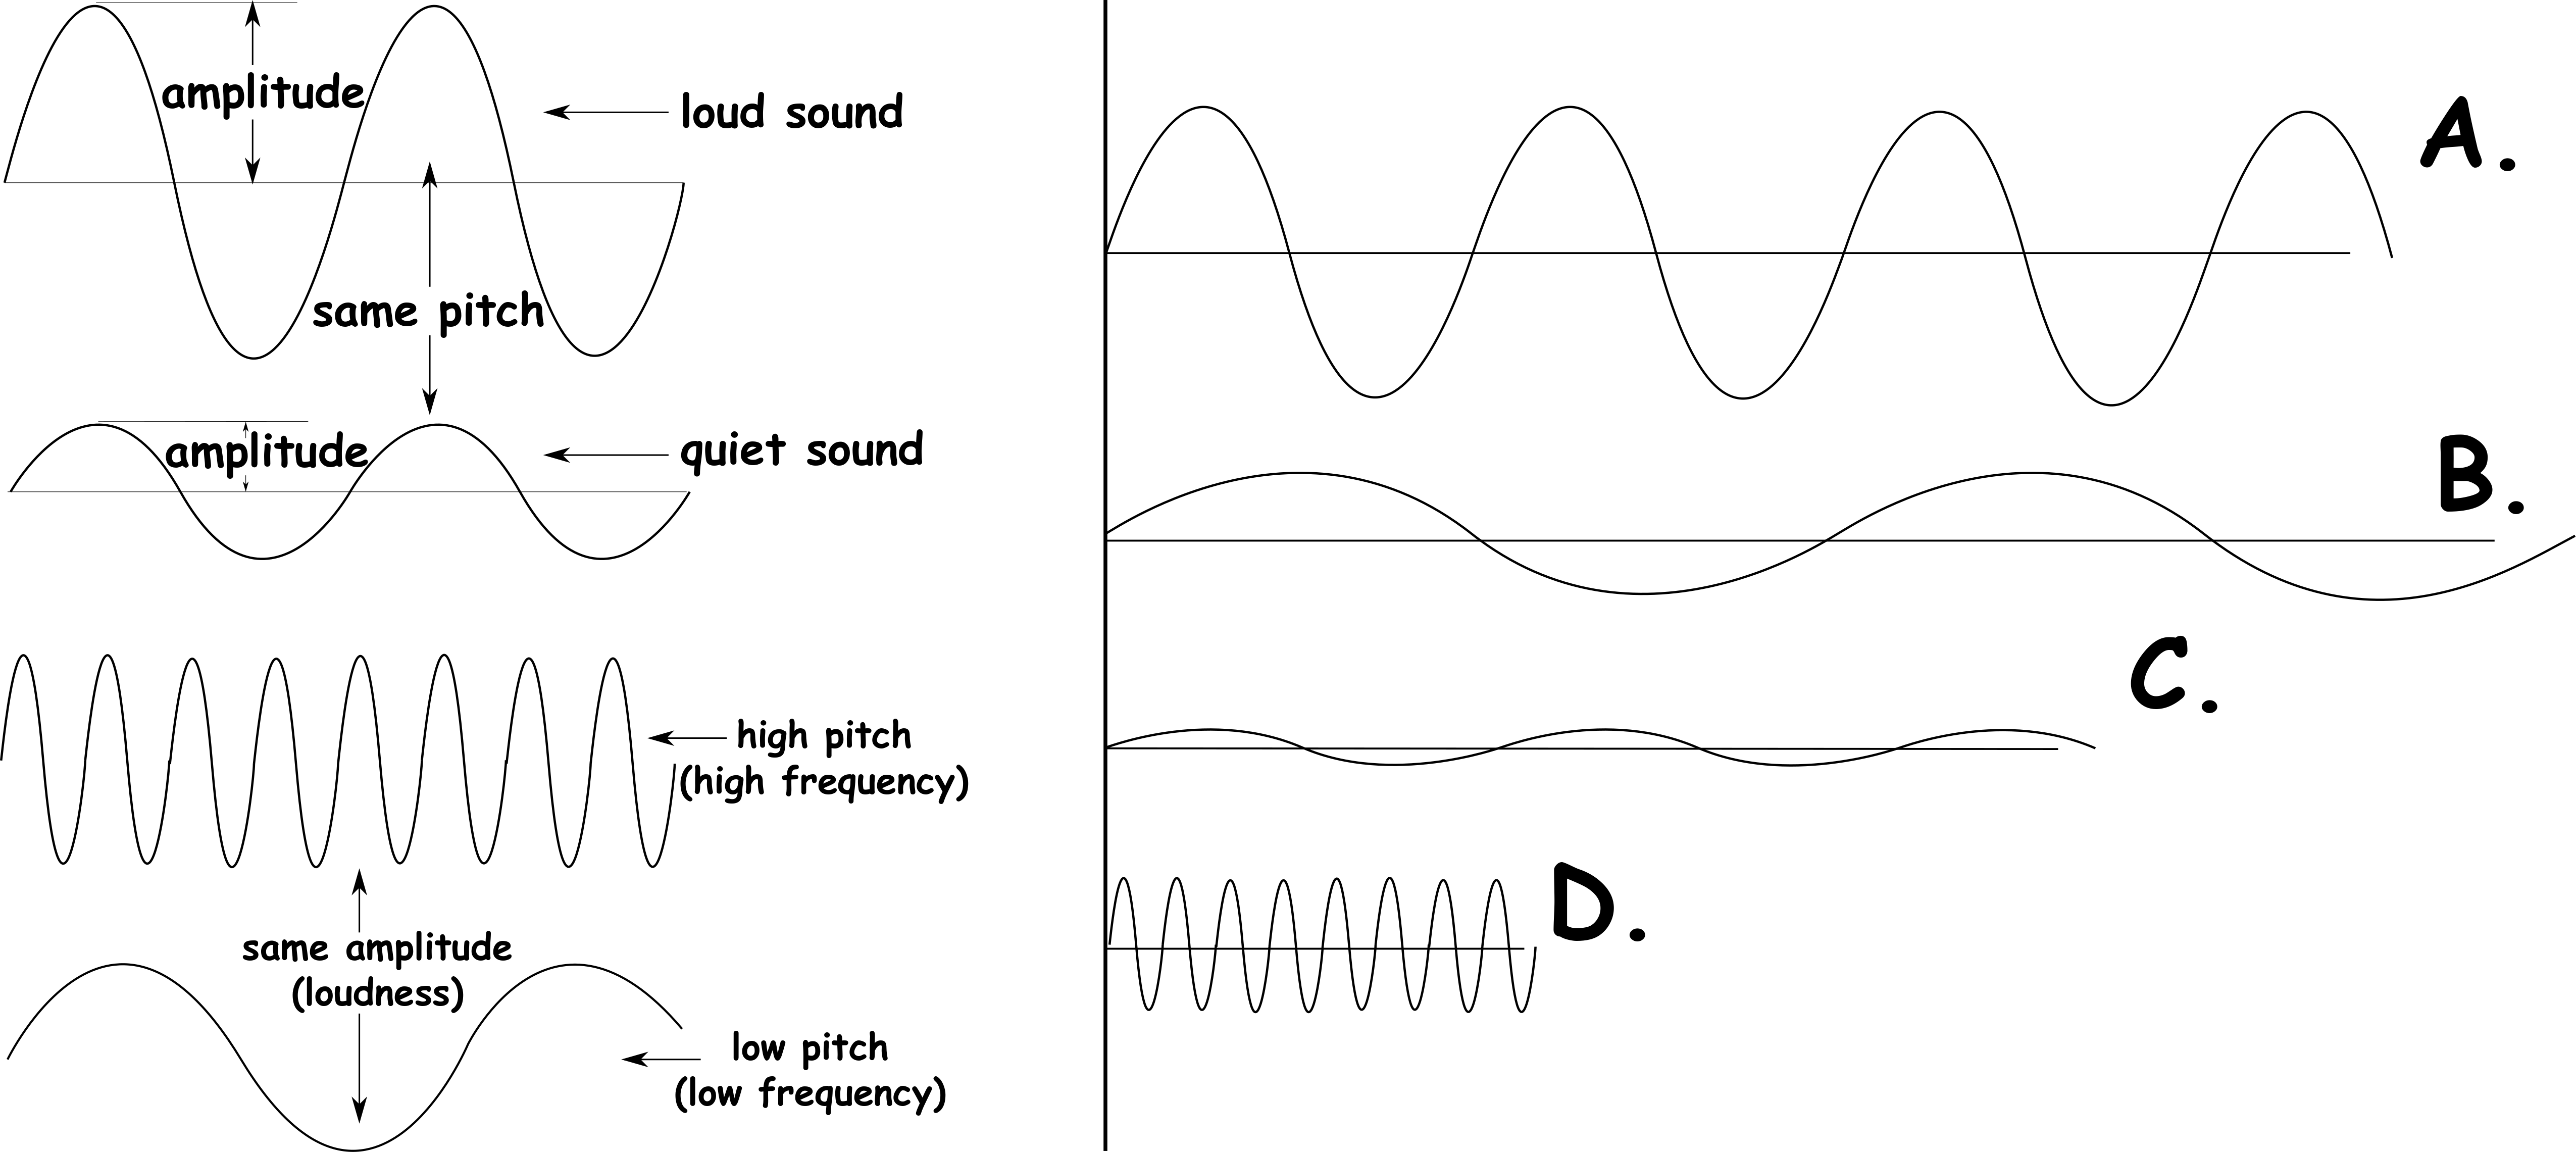 amplitude
loud sound
same pitch
amplitude
quiet sound
high pitch
(high frequency)
same amplitude
(loudness)
low pitch
(low frequency)
A.
B.
C.
D.